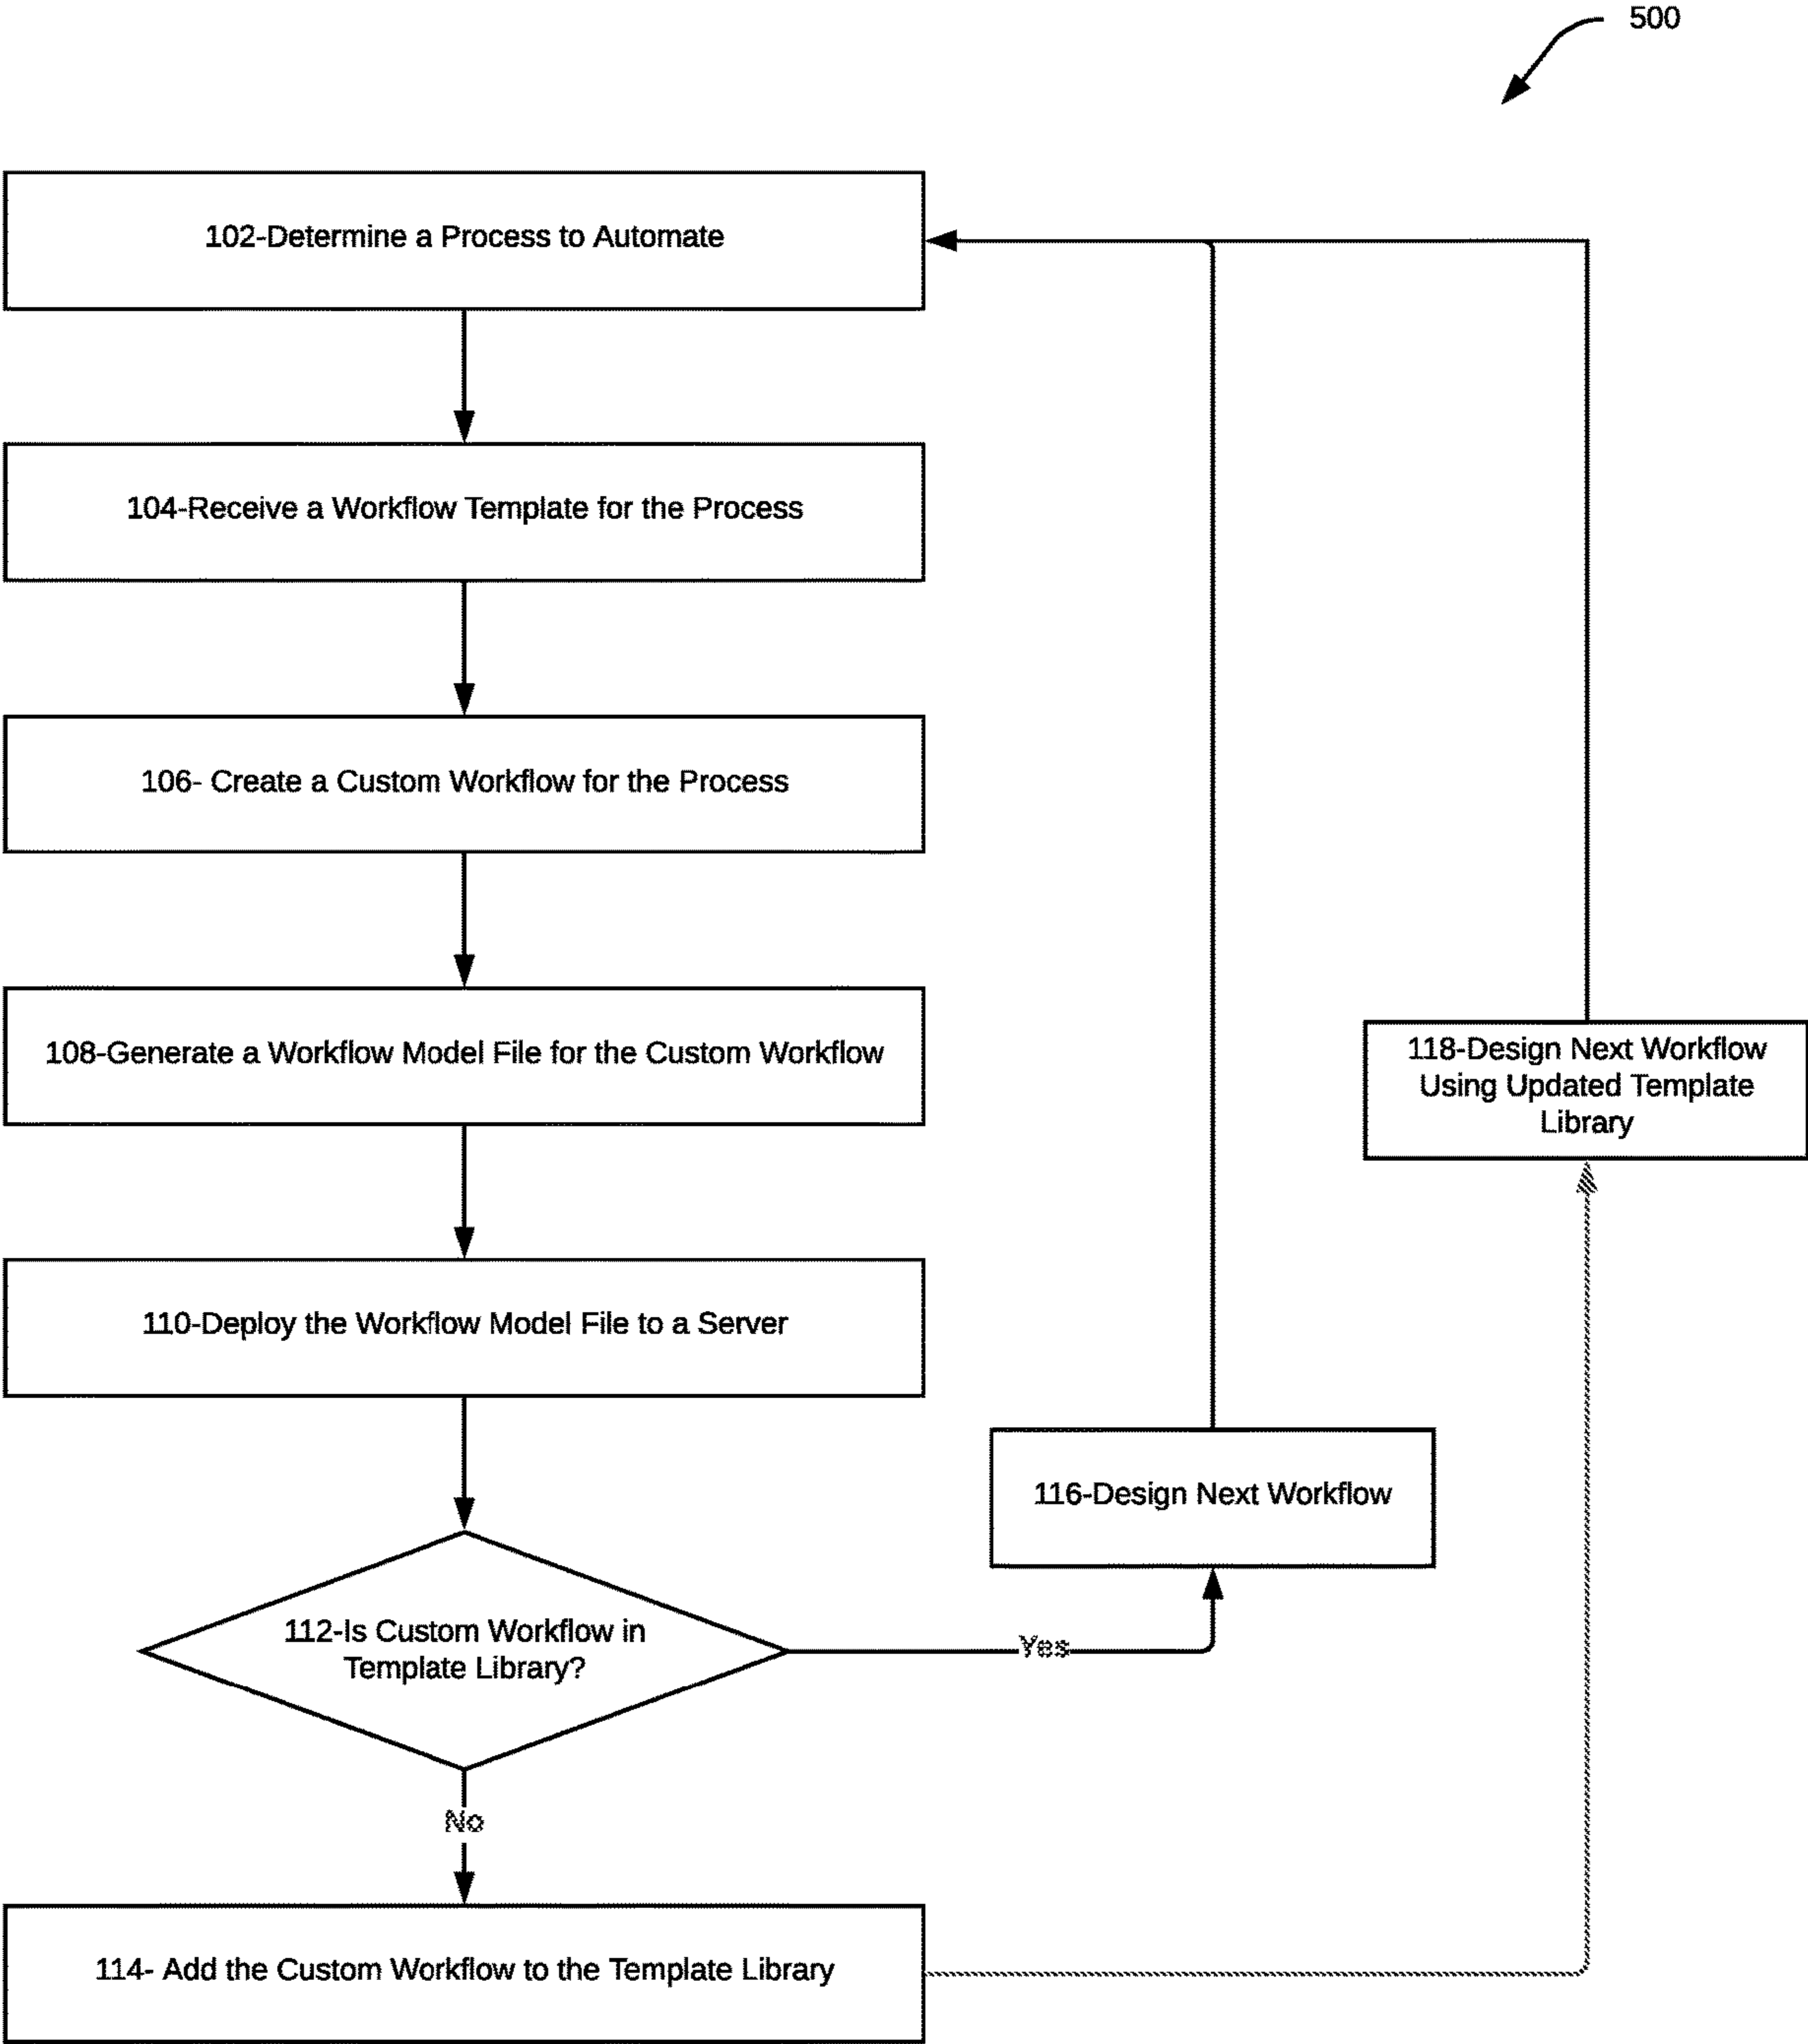 500
102-Determine a Process to Automate
104-Receive a Workflow Template for the Process
106- Create a Custom Workflow for the Process
108-Generate a Workflow Model File for the Custom Workflow
118-Design Next Workflow
Using Updated Template
Library
110-Deploy the Workflow Model File to a Server
116-Design Next Workflow
112-Is Custom Workflow in
Template Library?
Yes
No
114- Add the Custom Workflow to the Template Library